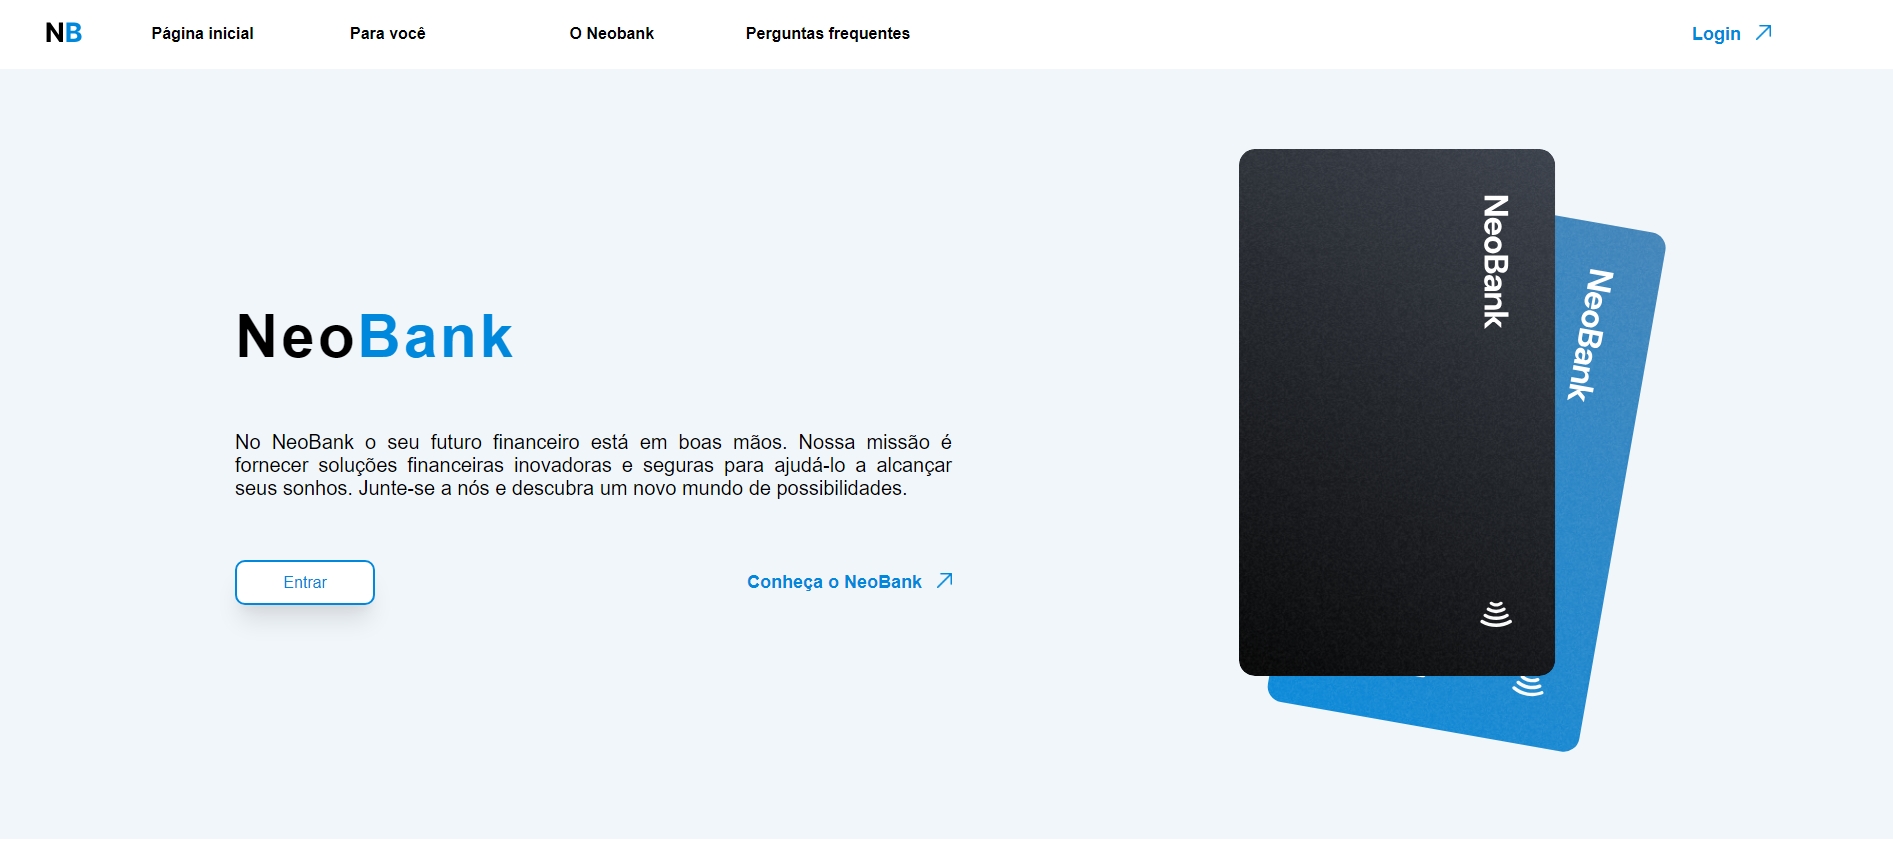 NB
Página inicial
Para você
O Neobank
Perguntas frequentes
Login
NeoBank
No NeoBank o seu futuro financeiro está em boas mãos. Nossa missão é
fornecer soluções financeiras inovadoras e seguras para ajudá-lo a alcançar
seus sonhos. Junte-se a nós e descubra um novo mundo de possibilidades.
Entrar
Conheça o NeoBank
NeoBank
NeoBank